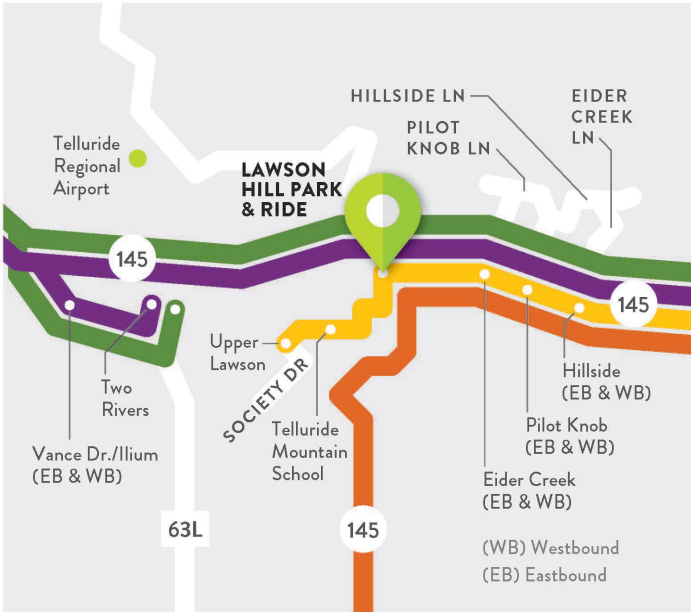 HILLSIDE LN
EIDER
CREEK
LN
PILOT
KNOB LN
Telluride
Regional
Airport
LAWSON
HILL PARK
& RIDE
145
145
Upper
Lawson
SOCIETY DR
Two
Rivers
Telluride
Mountain
School
Hillside
(EB & WB)
Pilot Knob
(EB & WB)
Vance Dr./Ilium
(EB & WB)
Eider Creek
(EB & WB)
63L
145
(WB) Westbound
(EB) Eastbound